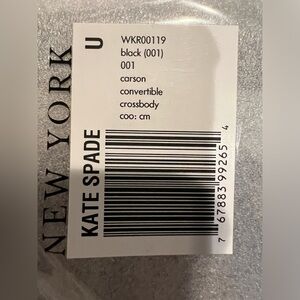 NEW YORK
KATE SPADE
U
WKR00119
black (001)
001
carson
convertible
crossbody
coo: cm
7 67883 99265 4